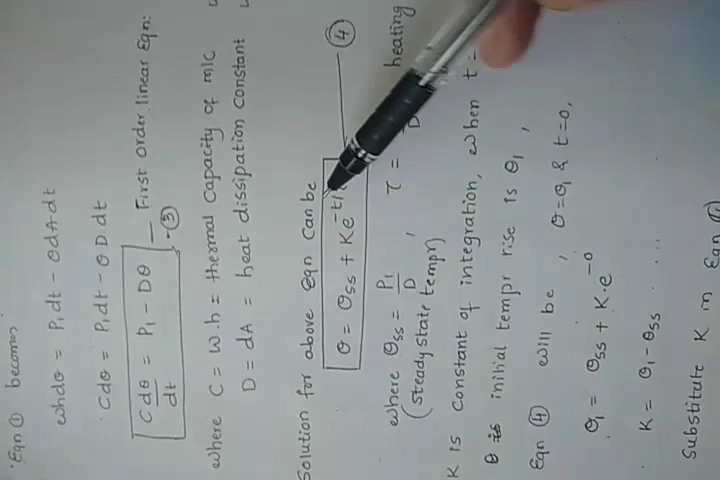 Eqn ① becomes
whdθ = P₁dt - θdAdt
Cdθ = P₁dt - θD.dt
C dθ/dt = P₁ - Dθ — ③ First order linear Eqn:
where C = w.h = thermal capacity of m/c
D = dA = heat dissipation constant
Solution for above Eqn can be
θ = θss + Ke^-t/ ④
where θss = P₁/D , τ = heating
(steady state tempr)
K is constant of integration, when t =
θ is initial tempr rise is θ₁ ,
Eqn ④ will be , θ=θ₁ & t=0,
θ₁ = θss + K.e^-0
K = θ₁ - θss
Substitute K in Eqn ④